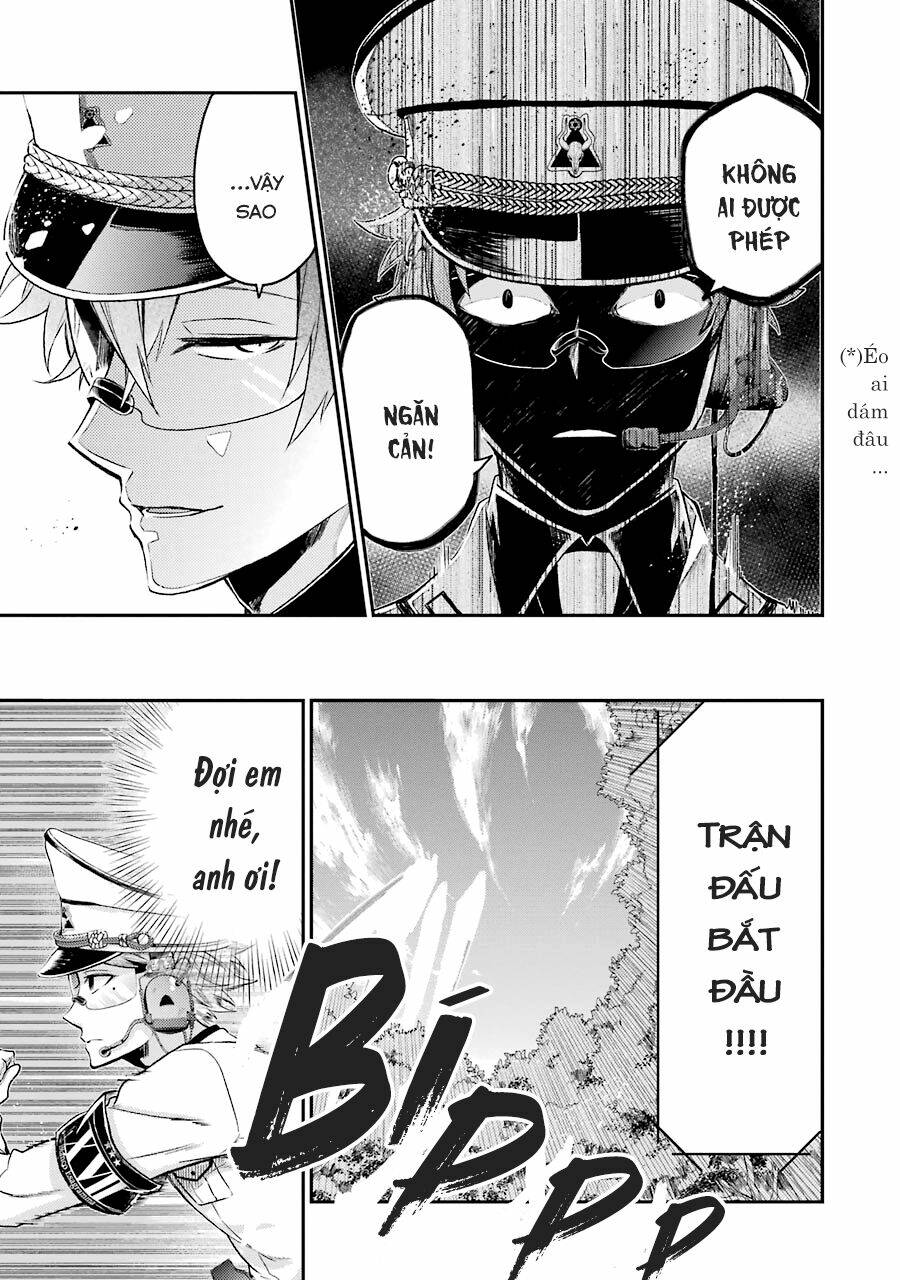 KHÔNG
AI ĐƯỢC
PHÉP
NGĂN
CẢN!
(*)Éo
ai
dám
đâu
...
...VẬY
SAO
TRẬN
ĐẤU
BẮT
ĐẦU
!!!!
BÍPPP
Đợi em
nhé,
anh ơi!